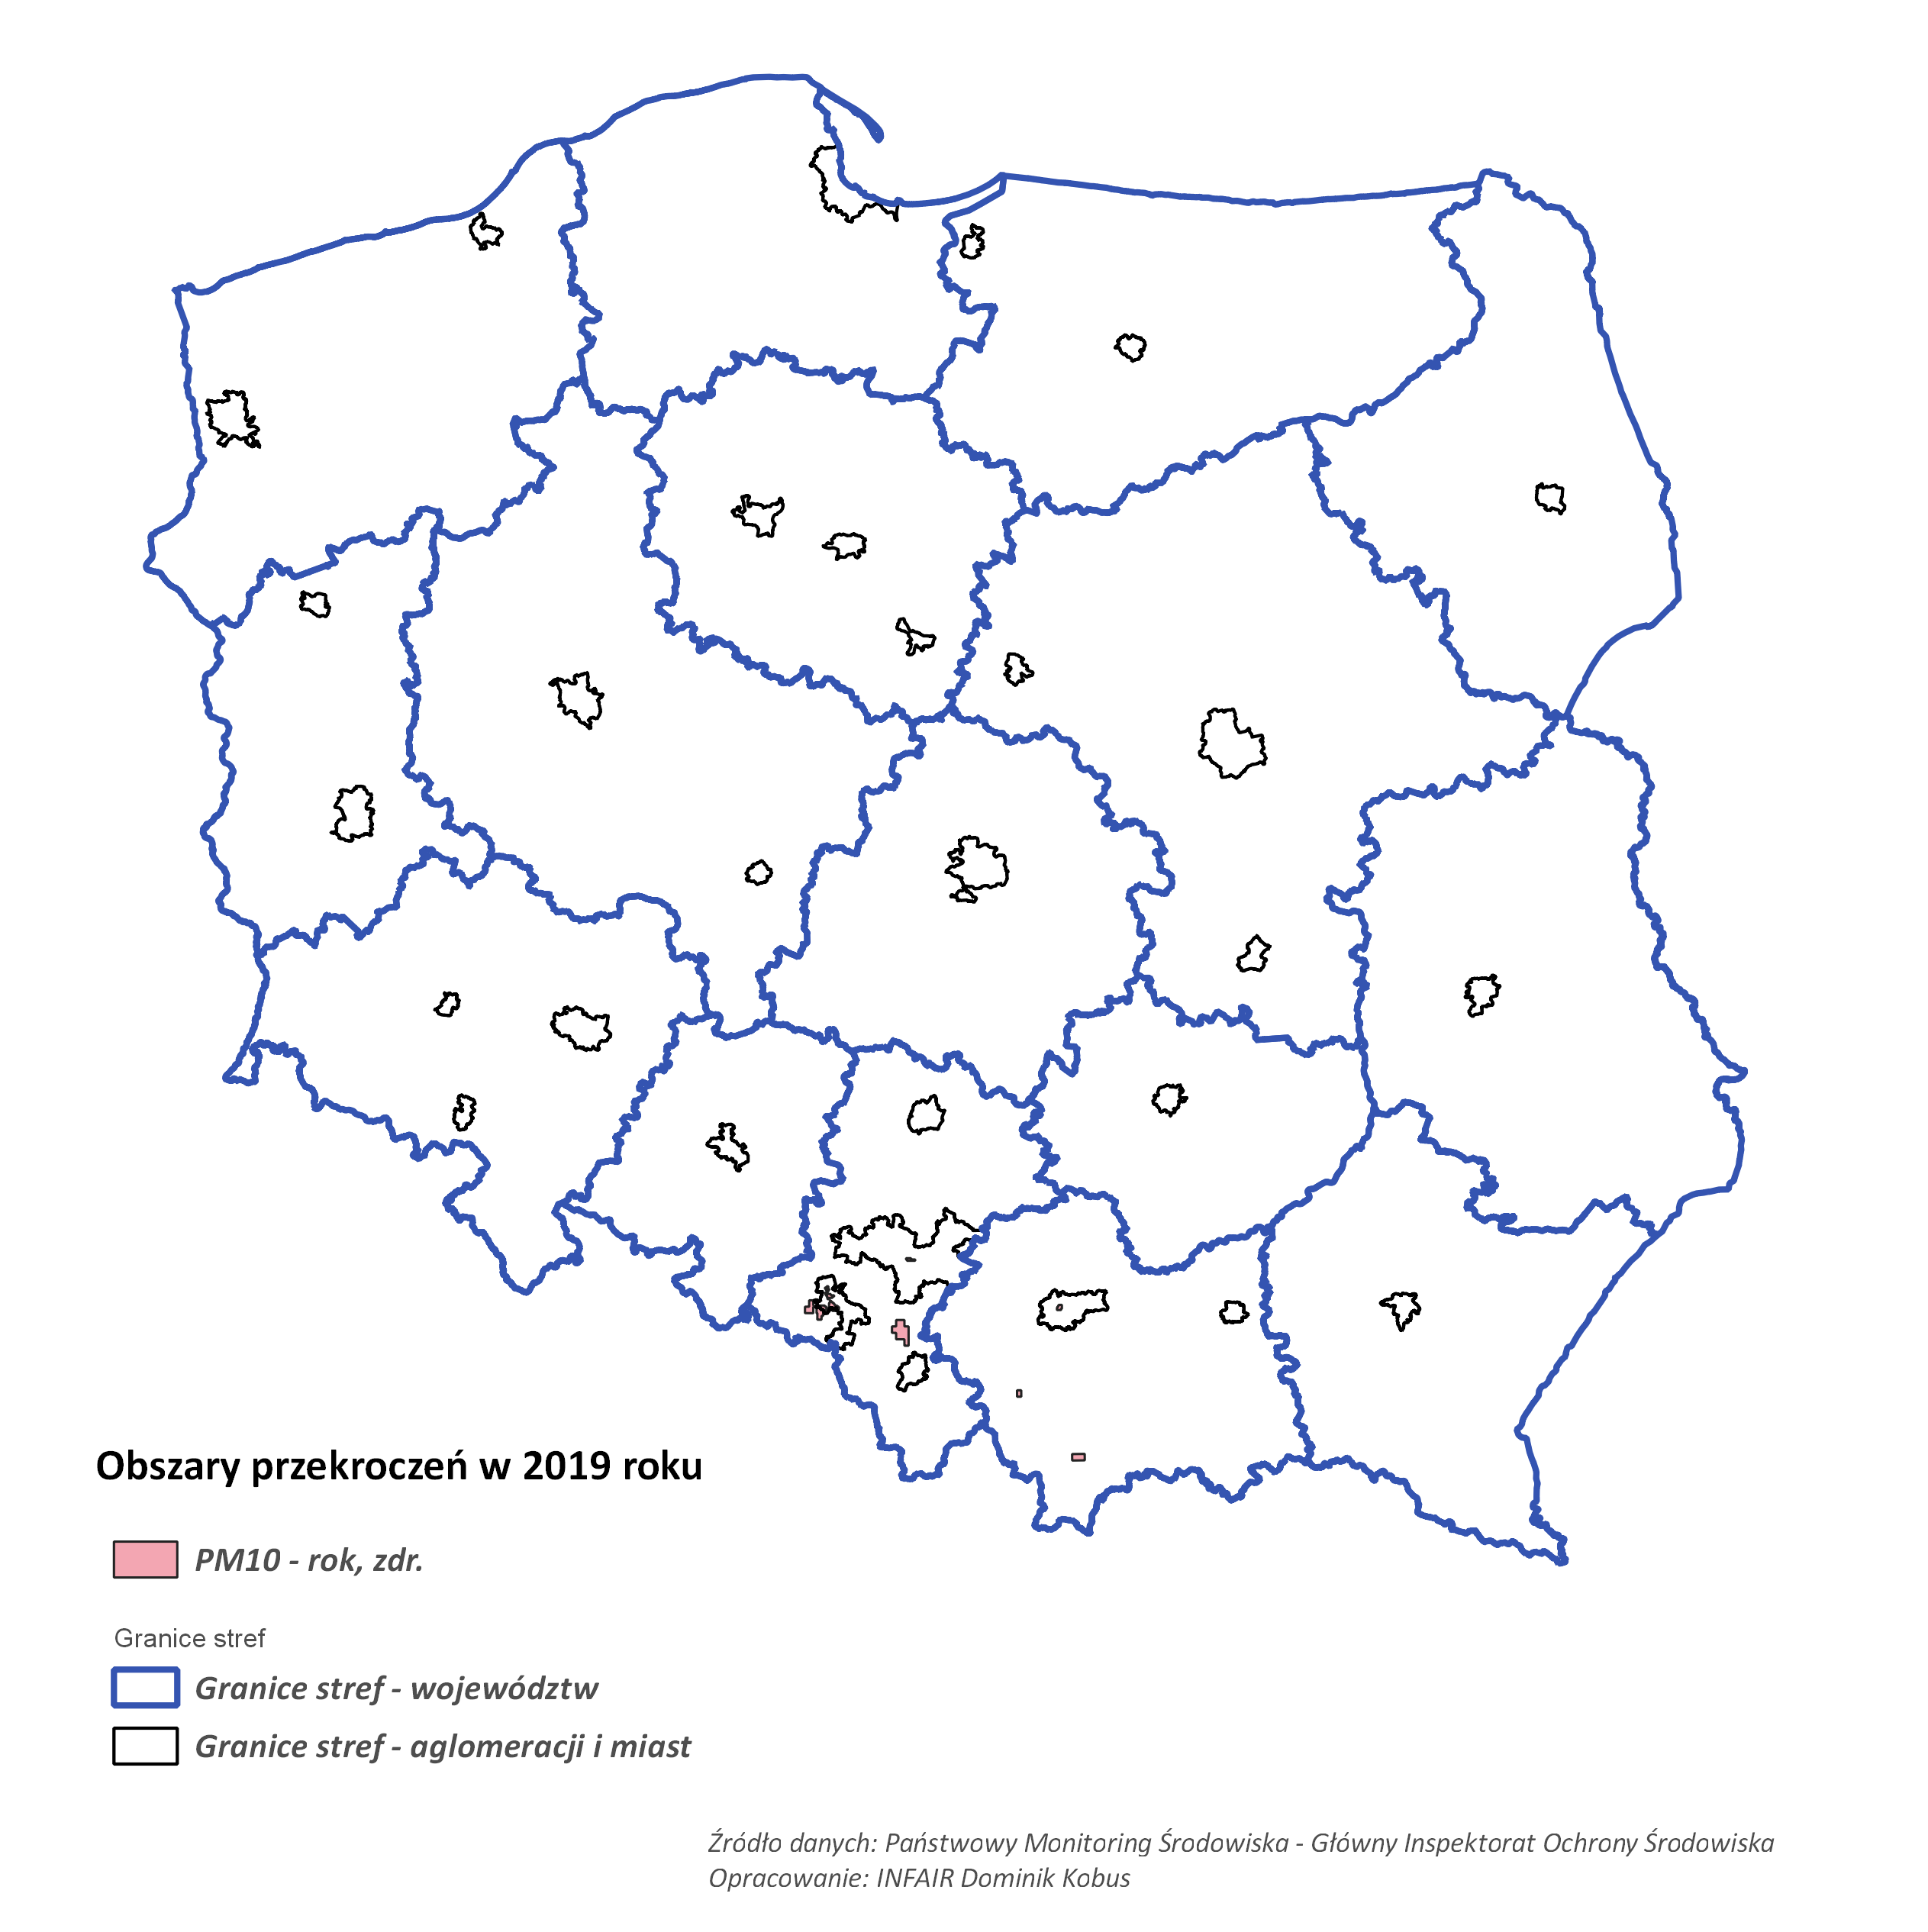 Obszary przekroczeń w 2019 roku
PM10 - rok, zdr.
Granice stref
Granice stref - województw
Granice stref - aglomeracji i miast
Źródło danych: Państwowy Monitoring Środowiska - Główny Inspektorat Ochrony Środowiska
Opracowanie: INFAIR Dominik Kobus